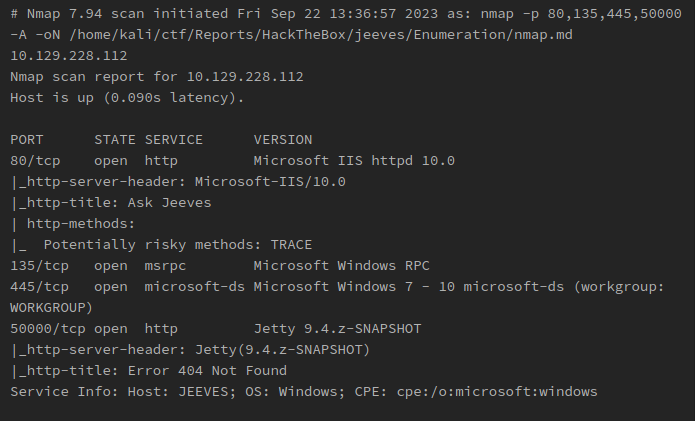 # Nmap 7.94 scan initiated Fri Sep 22 13:36:57 2023 as: nmap -p 80,135,445,50000
-A -oN /home/kali/ctf/Reports/HackTheBox/jeeves/Enumeration/nmap.md
10.129.228.112
Nmap scan report for 10.129.228.112
Host is up (0.090s latency).

PORT      STATE SERVICE      VERSION
80/tcp    open  http         Microsoft IIS httpd 10.0
|_http-server-header: Microsoft-IIS/10.0
|_http-title: Ask Jeeves
| http-methods:
|_  Potentially risky methods: TRACE
135/tcp   open  msrpc        Microsoft Windows RPC
445/tcp   open  microsoft-ds Microsoft Windows 7 - 10 microsoft-ds (workgroup:
WORKGROUP)
50000/tcp open  http         Jetty 9.4.z-SNAPSHOT
|_http-server-header: Jetty(9.4.z-SNAPSHOT)
|_http-title: Error 404 Not Found
Service Info: Host: JEEVES; OS: Windows; CPE: cpe:/o:microsoft:windows